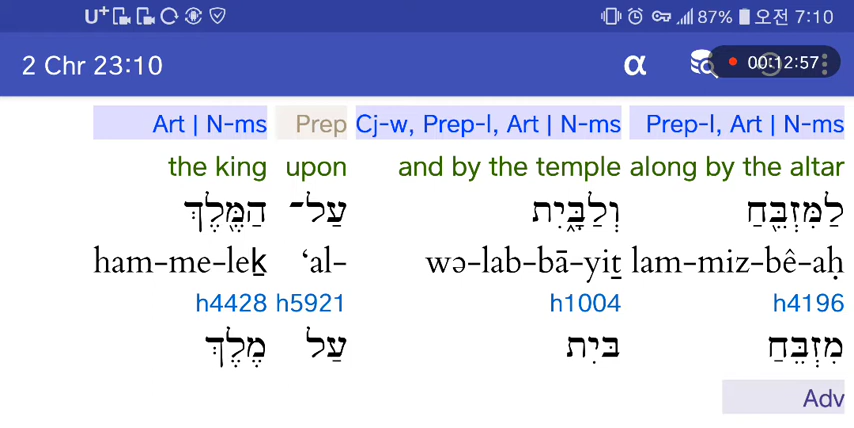 U+ 87% 오전 7:10
2 Chr 23:10 α 00:12:57
Art | N-ms Prep Cj-w, Prep-l, Art | N-ms Prep-l, Art | N-ms
the king upon and by the temple along by the altar
לַמִּזְבֵּ֖חַ וְלַבָּ֑יִת עַל־ הַמֶּ֖לֶךְ
ham-me-leḵ ‘al- wə-lab-bā-yiṯ lam-miz-bê-aḥ
h4428 h5921 h1004 h4196
מִזְבֵּחַ בּיִת עַל מֶלֶךְ
Adv